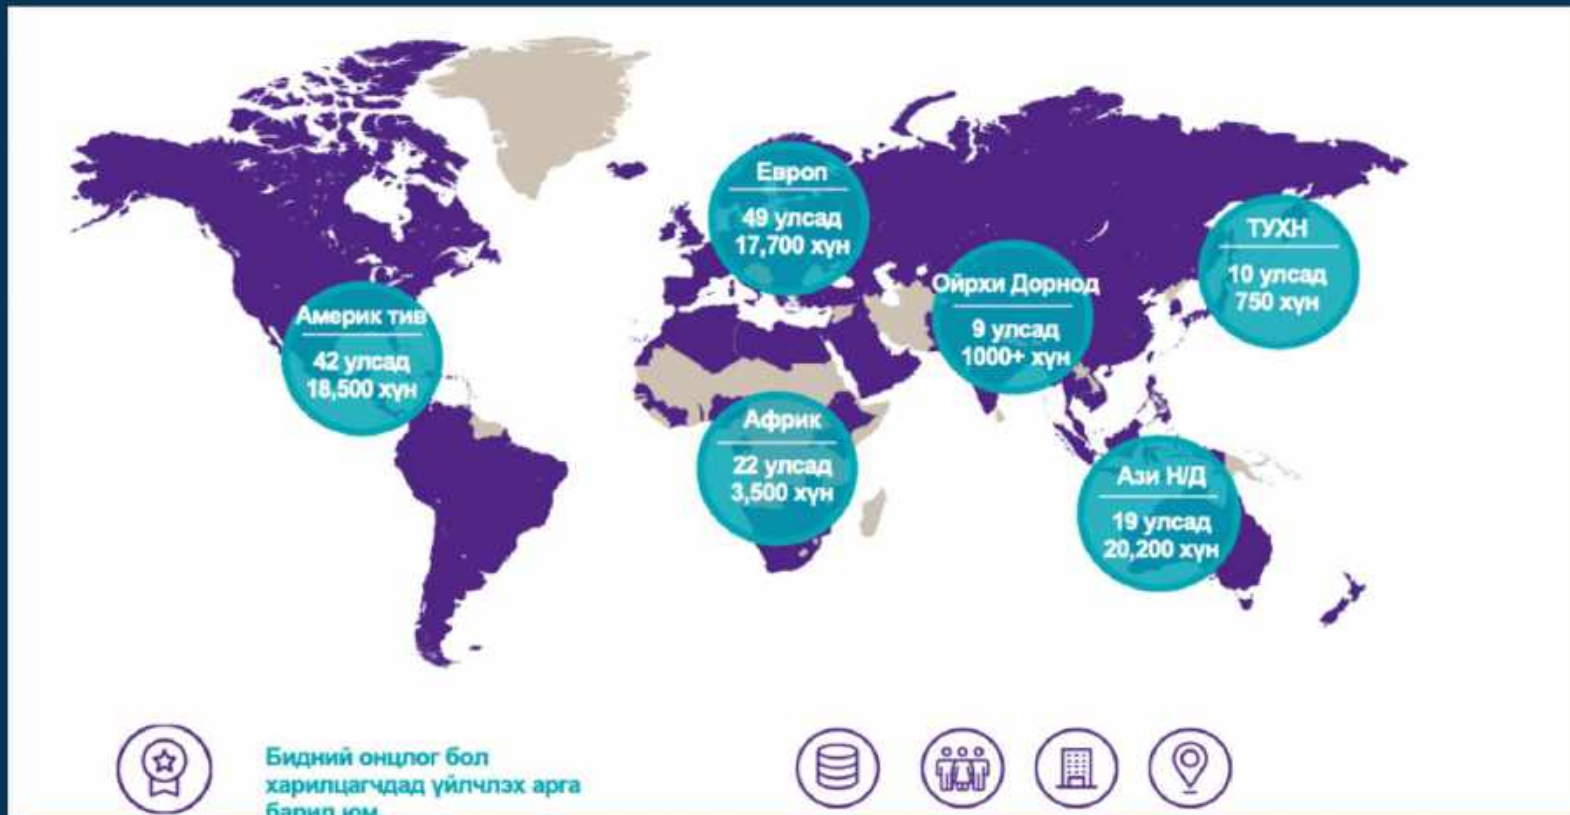 Европ
49 улсад
17,700 хүн
ТУХН
10 улсад
750 хүн
Ойрхи Дорнод
9 улсад
1000+ хүн
Америк тив
42 улсад
18,500 хүн
Африк
22 улсад
3,500 хүн
Ази Н/Д
19 улсад
20,200 хүн
Бидний онцлог бол
харилцагчдад үйлчлэх арга
барил юм